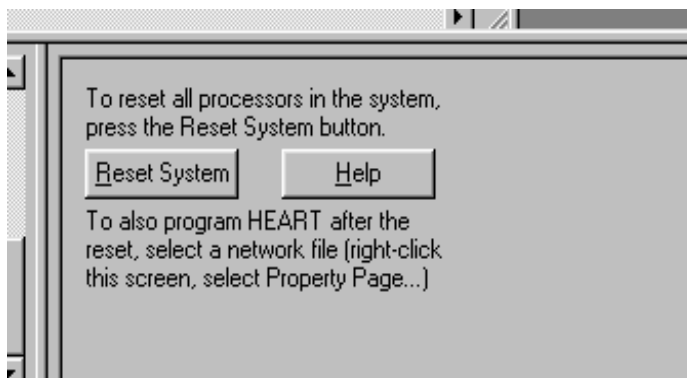 To reset all processors in the system,
press the Reset System button.
Reset System
Help
To also program HEART after the
reset, select a network file (right-click
this screen, select Property Page...)